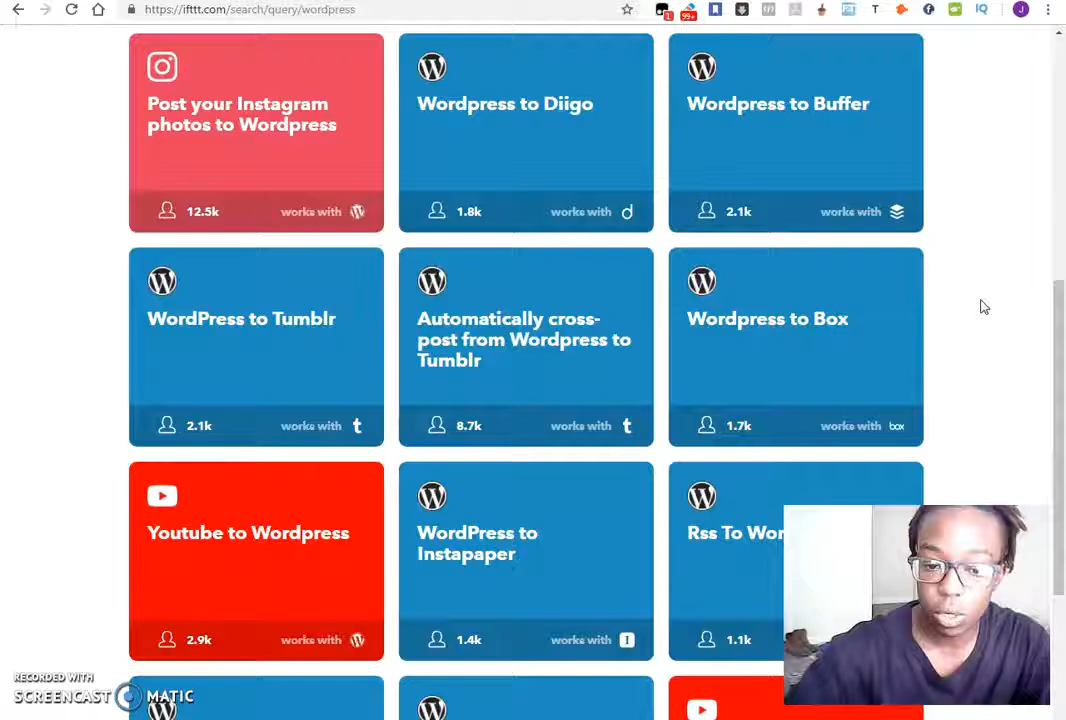 https://ifttt.com/search/query/wordpress
1
99+
T
IQ
J
Post your Instagram
photos to Wordpress
12.5k
works with
Wordpress to Diigo
1.8k
works with
d
Wordpress to Buffer
2.1k
works with
WordPress to Tumblr
2.1k
works with
t
Automatically cross-
post from Wordpress to
Tumblr
8.7k
works with
t
Wordpress to Box
1.7k
works with
box
Youtube to Wordpress
2.9k
works with
WordPress to
Instapaper
1.4k
works with
I
Rss To Wor
1.1k
RECORDED WITH
SCREENCAST MATIC